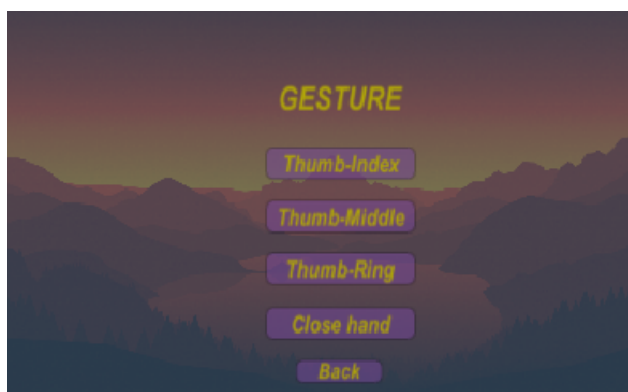 GESTURE
Thumb-Index
Thumb-Middle
Thumb-Ring
Close hand
Back